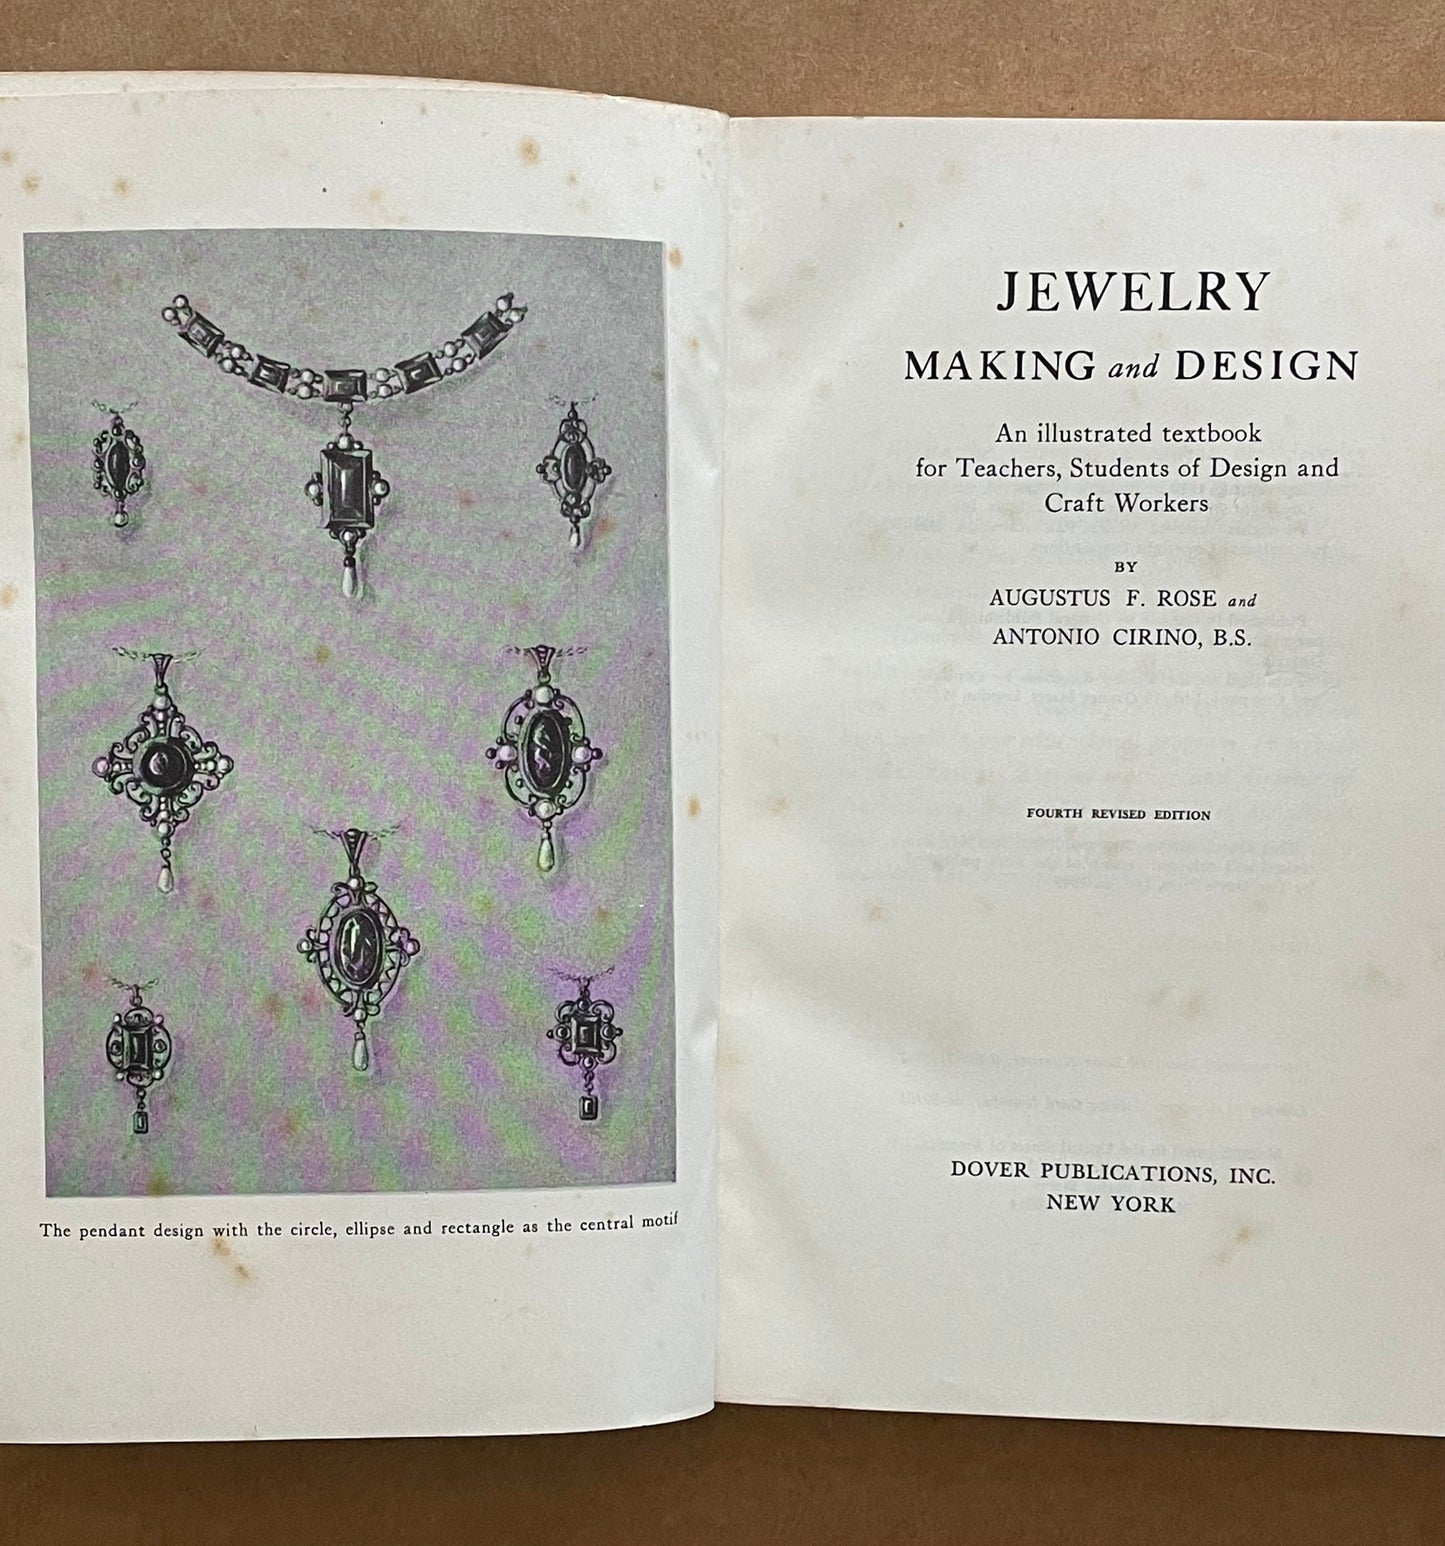 The pendant design with the circle, ellipse and rectangle as the central motif
JEWELRY
MAKING and DESIGN
An illustrated textbook
for Teachers, Students of Design and
Craft Workers
BY
AUGUSTUS F. ROSE and
ANTONIO CIRINO, B.S.
FOURTH REVISED EDITION
DOVER PUBLICATIONS, INC.
NEW YORK